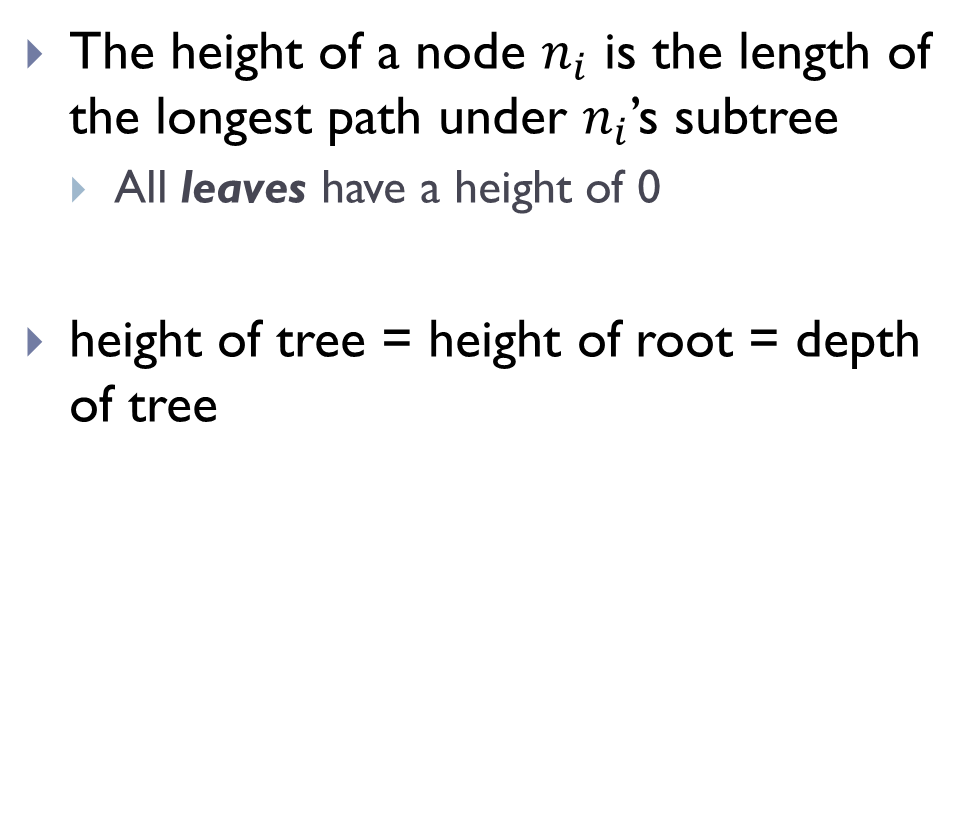 The height of a node 𝑛ᵢ is the length of
the longest path under 𝑛ᵢ’s subtree
All leaves have a height of 0
height of tree = height of root = depth
of tree